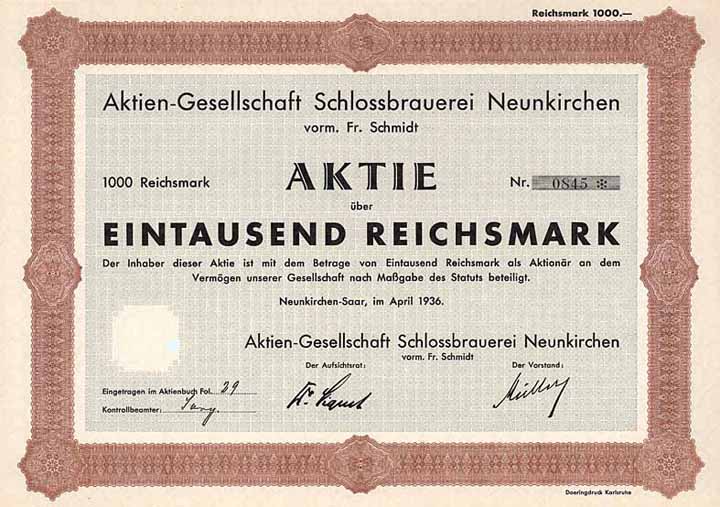 Reichsmark 1000.—
Aktien-Gesellschaft Schlossbrauerei Neunkirchen
vorm. Fr. Schmidt
1000 Reichsmark AKTIE Nr. 0845 ✻
über
EINTAUSEND REICHSMARK
Der Inhaber dieser Aktie ist mit dem Betrage von Eintausend Reichsmark als Aktionär an dem
Vermögen unserer Gesellschaft nach Maßgabe des Statuts beteiligt.
Neunkirchen-Saar, im April 1936.
Aktien-Gesellschaft Schlossbrauerei Neunkirchen
vorm. Fr. Schmidt
Der Aufsichtsrat: Der Vorstand:
Eingetragen im Aktienbuch Fol. 29
Kontrollbeamter: Müller
Doeringdruck Karlsruhe